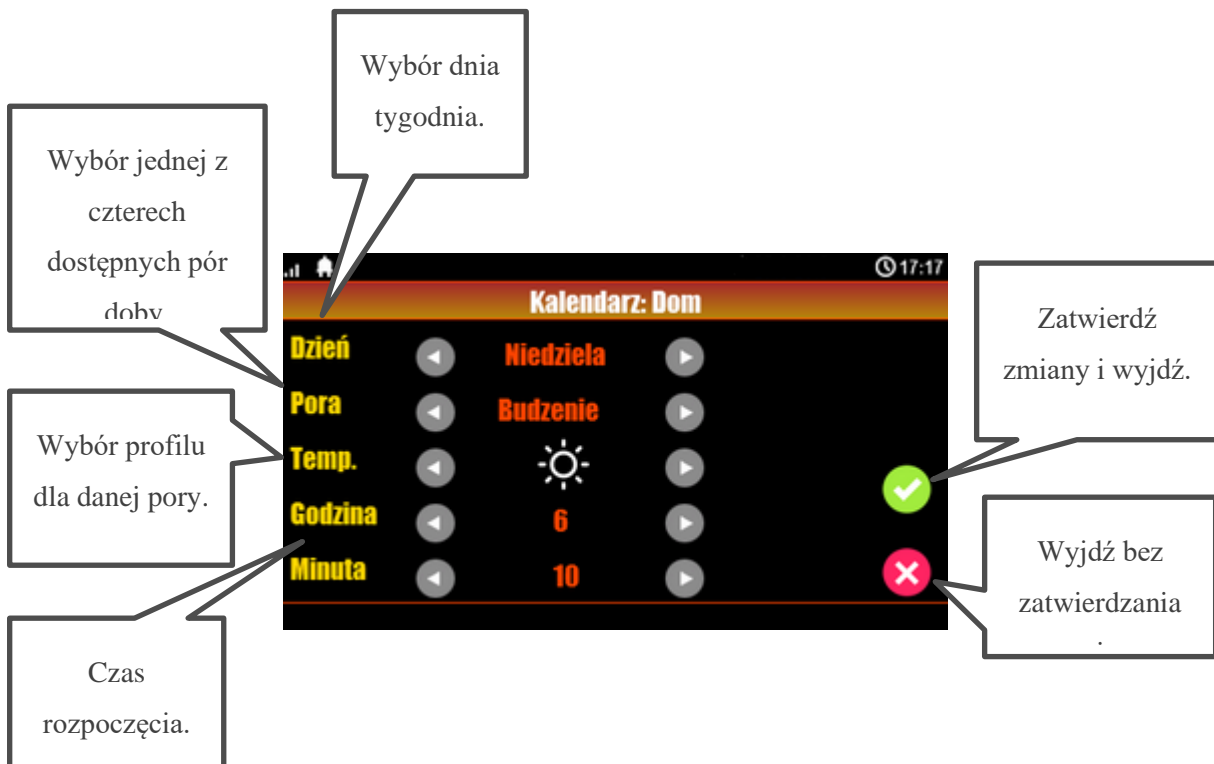 Wybór dnia
tygodnia.
Wybór jednej z
czterech
dostępnych pór
doby
17:17
Kalendarz: Dom
Dzień
Niedziela
Pora
Budzenie
Temp.
Godzina
6
Minuta
10
Zatwierdź
zmiany i wyjdź.
Wybór profilu
dla danej pory.
Wyjdź bez
zatwierdzania
.
Czas
rozpoczęcia.